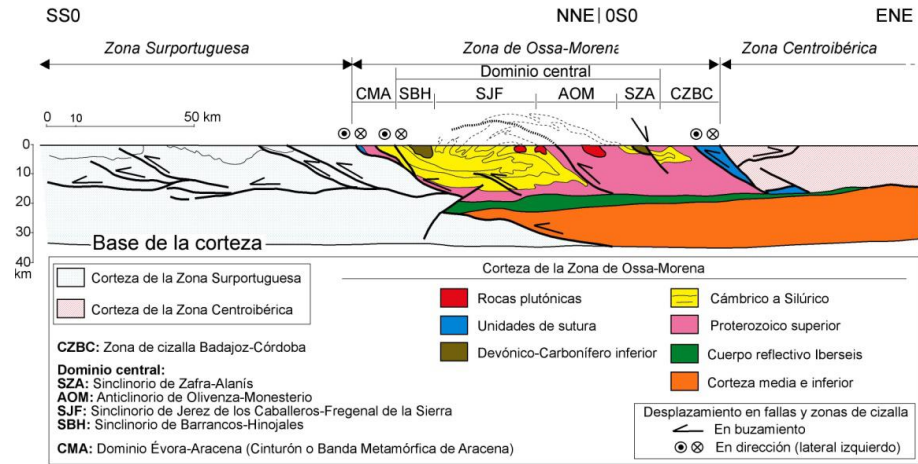 SSO NNE|OSO ENE
Zona Surportuguesa Zona de Ossa-Morena Zona Centroibérica
Dominio central
CMA SBH SJF AOM SZA CZBC
0 10 50 km
0
10
20
30
40
km
Base de la corteza
Corteza de la Zona Surportuguesa
Corteza de la Zona Centroibérica
CZBC: Zona de cizalla Badajoz-Córdoba
Dominio central:
SZA: Sinclinorio de Zafra-Alanís
AOM: Anticlinorio de Olivenza-Monesterio
SJF: Sinclinorio de Jerez de los Caballeros-Fregenal de la Sierra
SBH: Sinclinorio de Barrancos-Hinojales
CMA: Dominio Évora-Aracena (Cinturón o Banda Metamórfica de Aracena)
Corteza de la Zona de Ossa-Morena
Rocas plutónicas
Unidades de sutura
Devónico-Carbonífero inferior
Cámbrico a Silúrico
Proterozoico superior
Cuerpo reflectivo Iberseis
Corteza media e inferior
Desplazamiento en fallas y zonas de cizalla
En buzamiento
En dirección (lateral izquierdo)